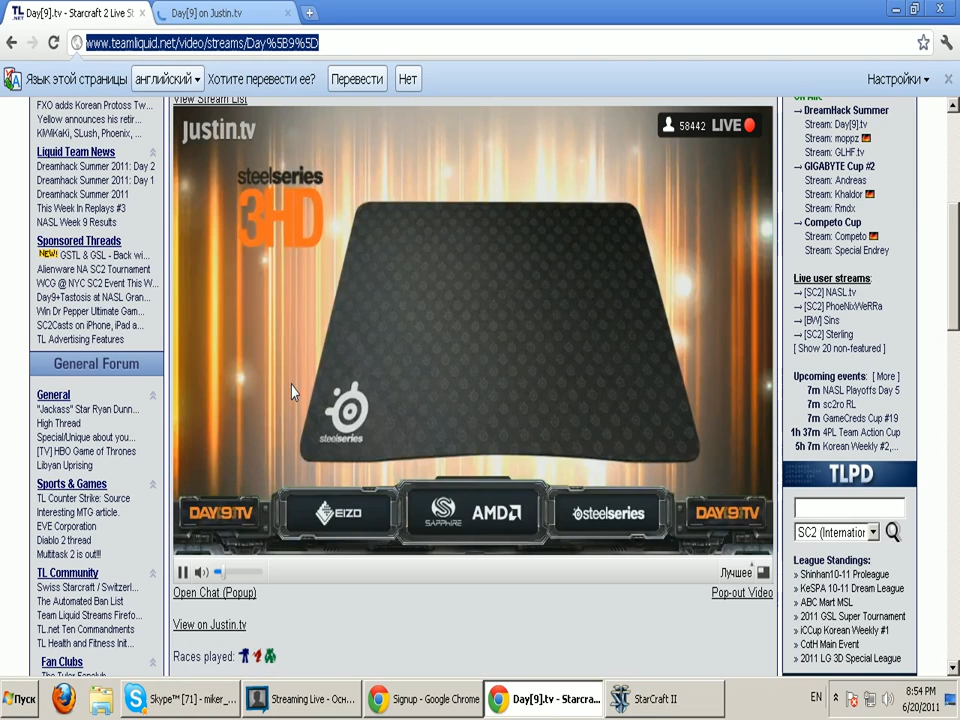 Day[9].tv - Starcraft 2 Live St
Day[9] on Justin.tv
www.teamliquid.net/video/streams/Day%5B9%5D
Язык этой страницы
английский
Хотите перевести ее?
Перевести
Нет
Настройки
FXO adds Korean Protoss Tw...
Yellow announces his retir...
KiWiKaKi, SLush, Phoenix, ...
Liquid Team News
Dreamhack Summer 2011: Day 2
Dreamhack Summer 2011: Day 1
Dreamhack Summer 2011
This Week In Replays #3
NASL Week 9 Results
Sponsored Threads
NEW! GSTL & GSL - Back wi...
Alienware NA SC2 Tournament
WCG @ NYC SC2 Event This W...
Day9+Tastosis at NASL Gran...
Win Dr Pepper Ultimate Gam...
SC2Casts on iPhone, iPad a...
TL Advertising Features
General Forum
General
"Jackass" Star Ryan Dunn...
High Thread
Special/Unique about you...
[TV] HBO Game of Thrones
Libyan Uprising
Sports & Games
TL Counter Strike: Source
Interesting MTG article.
EVE Corporation
Diablo 2 thread
Multitask 2 is out!!!
TL Community
Swiss Starcraft / Switzerl...
The Automated Ban List
Team Liquid Streams Firefo...
TL.net Ten Commandments
TL Health and Fitness Init...
Fan Clubs
The Tyler Fanclub
View Stream List
Justin.tv
58442 LIVE
steelseries
3HD
steelseries
DAY[9]TV
EIZO
SAPPHIRE
AMD
steelseries
DAY[9]TV
Лучшее
Open Chat (Popup)
Pop-out Video
View on Justin.tv
Races played:
On Air:
DreamHack Summer
Stream: Day[9].tv
Stream: moppz
Stream: GLHF.tv
GIGABYTE Cup #2
Stream: Andreas
Stream: Khaldor
Stream: Rmdx
Competo Cup
Stream: Competo
Stream: Special Endrey
Live user streams:
[SC2] NASL.tv
[SC2] PhoeNixWeRRa
[BW] Sins
[SC2] Sterling
[ Show 20 non-featured ]
Upcoming events: [ More ]
7m NASL Playoffs Day 5
7m sc2ro RL
7m GameCreds Cup #19
1h 37m 4PL Team Action Cup
5h 7m Korean Weekly #2,...
TLPD
SC2 (Internatior
League Standings:
» Shinhan10-11 Proleague
» KeSPA 10-11 Dream League
» ABC Mart MSL
» 2011 GSL Super Tournament
» iCCup Korean Weekly #1
» CotH Main Event
» 2011 LG 3D Special League
Пуск
Skype™ [71] - miker_...
Streaming Live - Осн...
Signup - Google Chrome
Day[9].tv - Starcra...
StarCraft II
EN
8:54 PM
6/20/2011